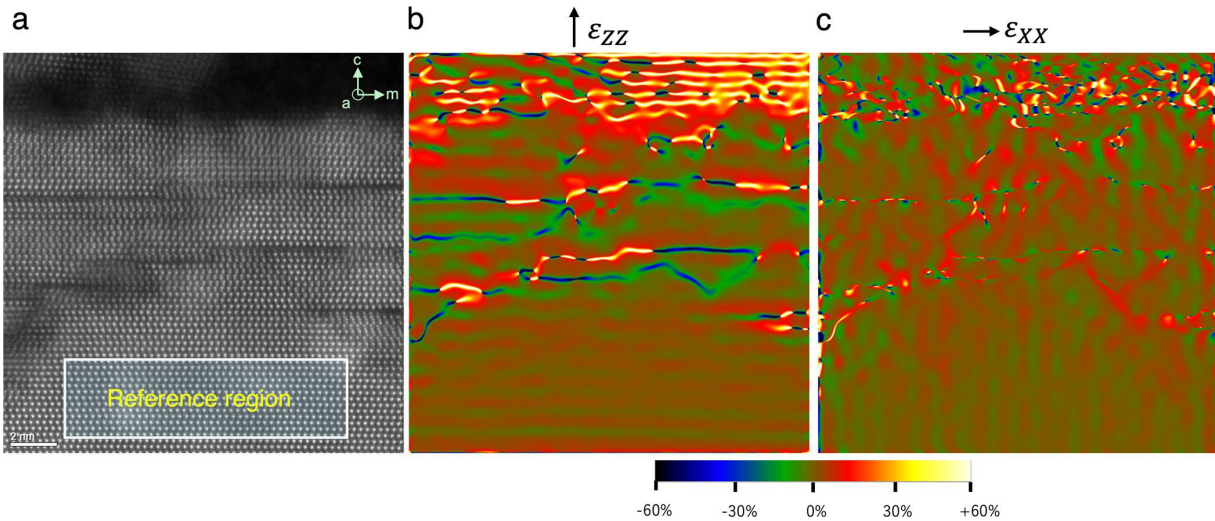 a
b
ε_ZZ
c
ε_XX
c
a
m
Reference region
2 nm
-60%
-30%
0%
30%
+60%